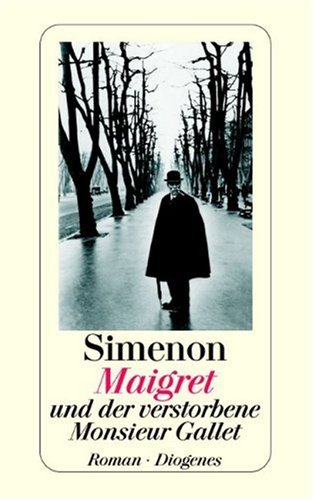 Simenon
Maigret
und der verstorbene
Monsieur Gallet
Roman · Diogenes